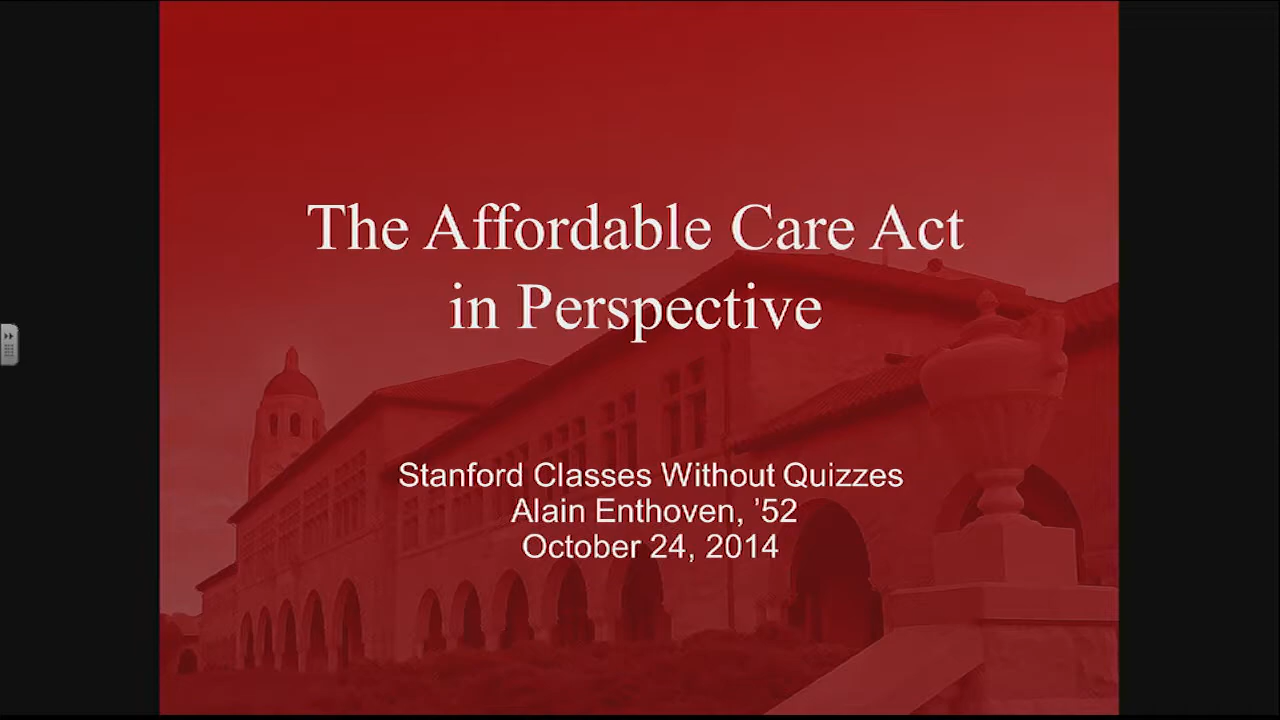 The Affordable Care Act
in Perspective
Stanford Classes Without Quizzes
Alain Enthoven, ’52
October 24, 2014